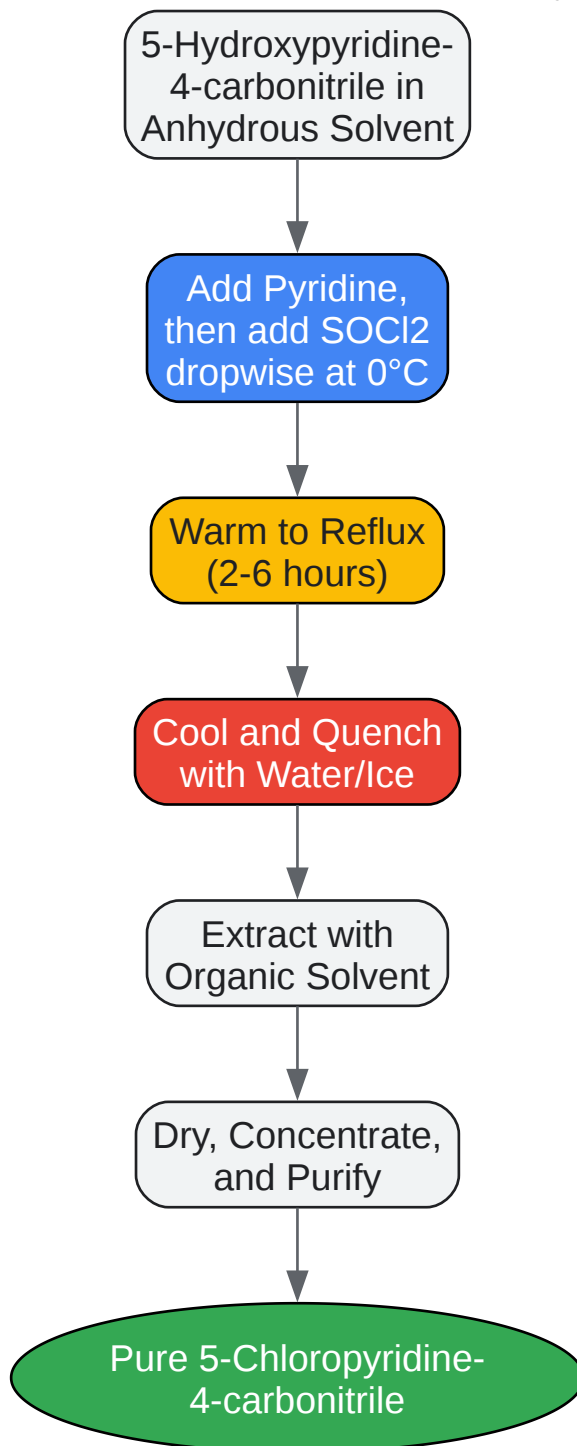 5-Hydroxypyridine-
4-carbonitrile in
Anhydrous Solvent
Add Pyridine,
then add SOCl2
dropwise at 0°C
Warm to Reflux
(2-6 hours)
Cool and Quench
with Water/Ice
Extract with
Organic Solvent
Dry, Concentrate,
and Purify
Pure 5-Chloropyridine-
4-carbonitrile